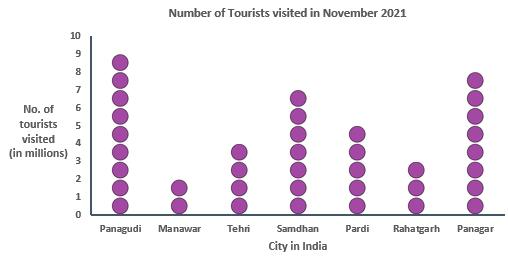 Number of Tourists visited in November 2021
10
9
8
7
6
5
4
3
2
1
0
No. of
tourists
visited
(in millions)
Panagudi Manawar Tehri Samdhan Pardi Rahatgarh Panagar
City in India